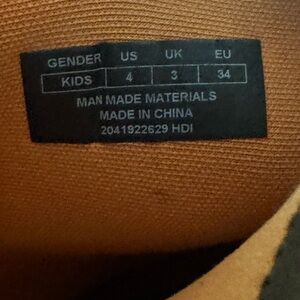 GENDER US UK EU
KIDS 4 3 34
MAN MADE MATERIALS
MADE IN CHINA
2041922629 HDI